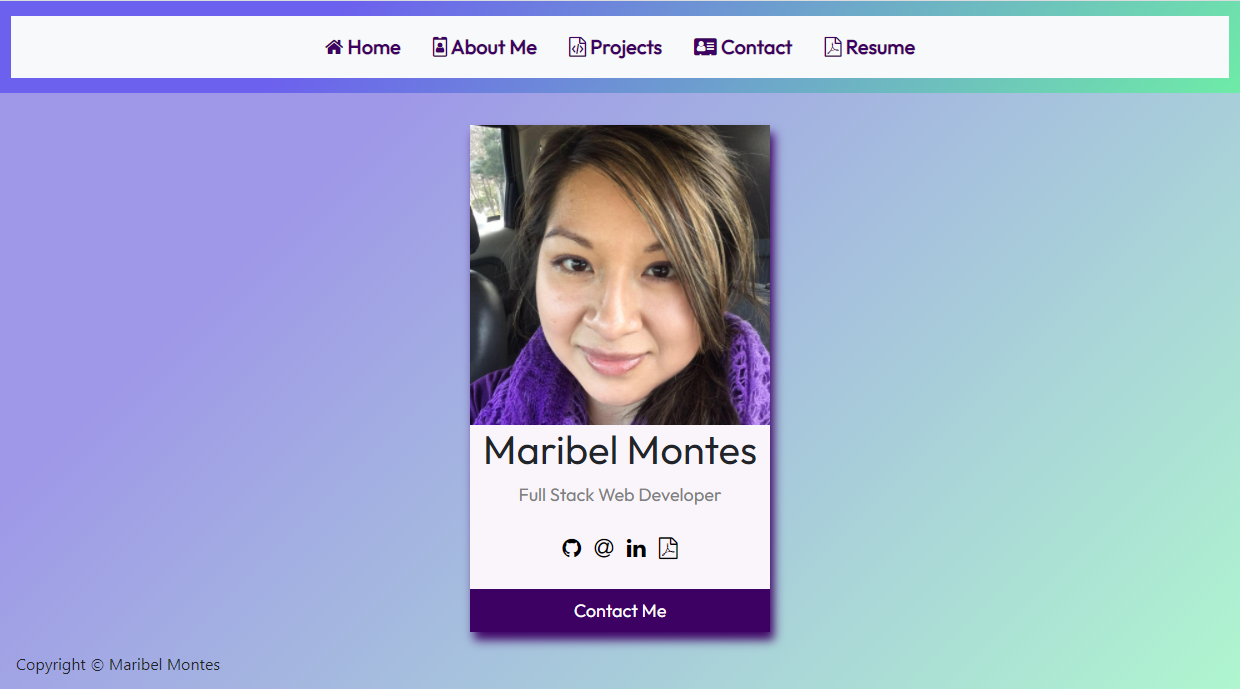 Home About Me Projects Contact Resume
Maribel Montes
Full Stack Web Developer
@ in
Contact Me
Copyright © Maribel Montes